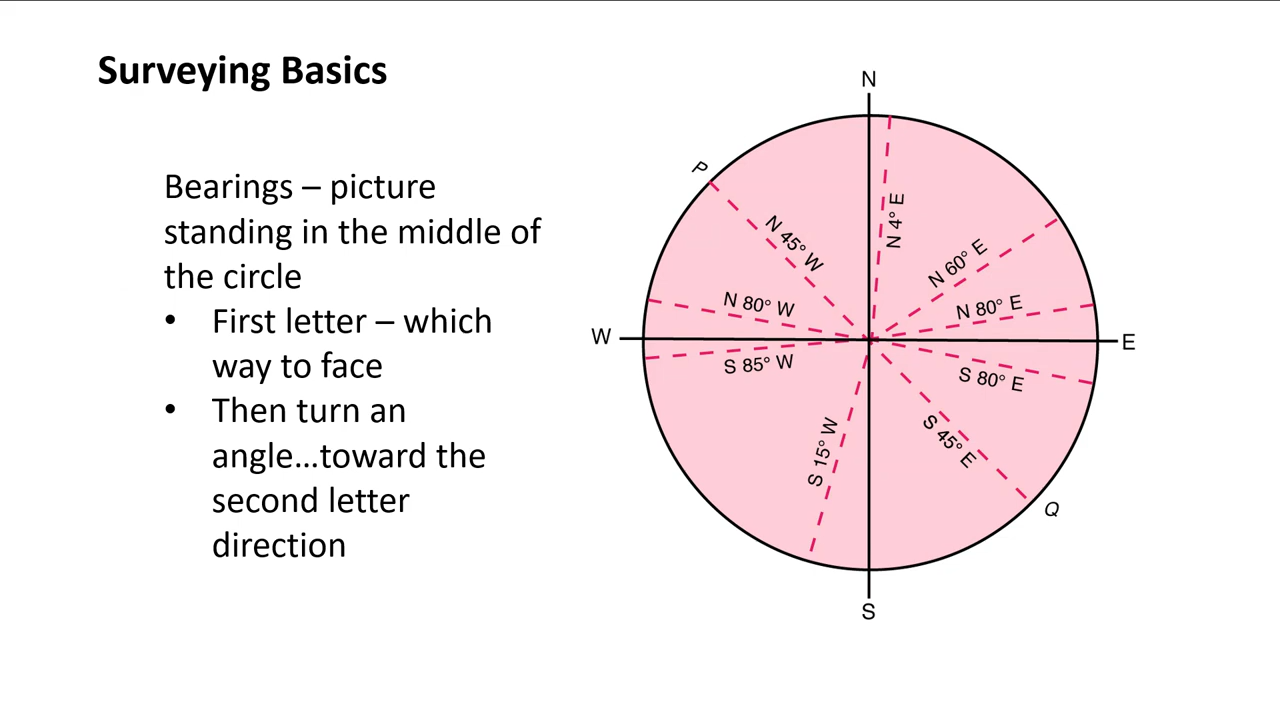 Surveying Basics
Bearings – picture
standing in the middle of
the circle
• First letter – which
way to face
• Then turn an
angle…toward the
second letter
direction
N
P
N 4° E
N 45° W
N 60° E
N 80° W
N 80° E
W
E
S 85° W
S 80° E
S 45° E
S 15° W
Q
S